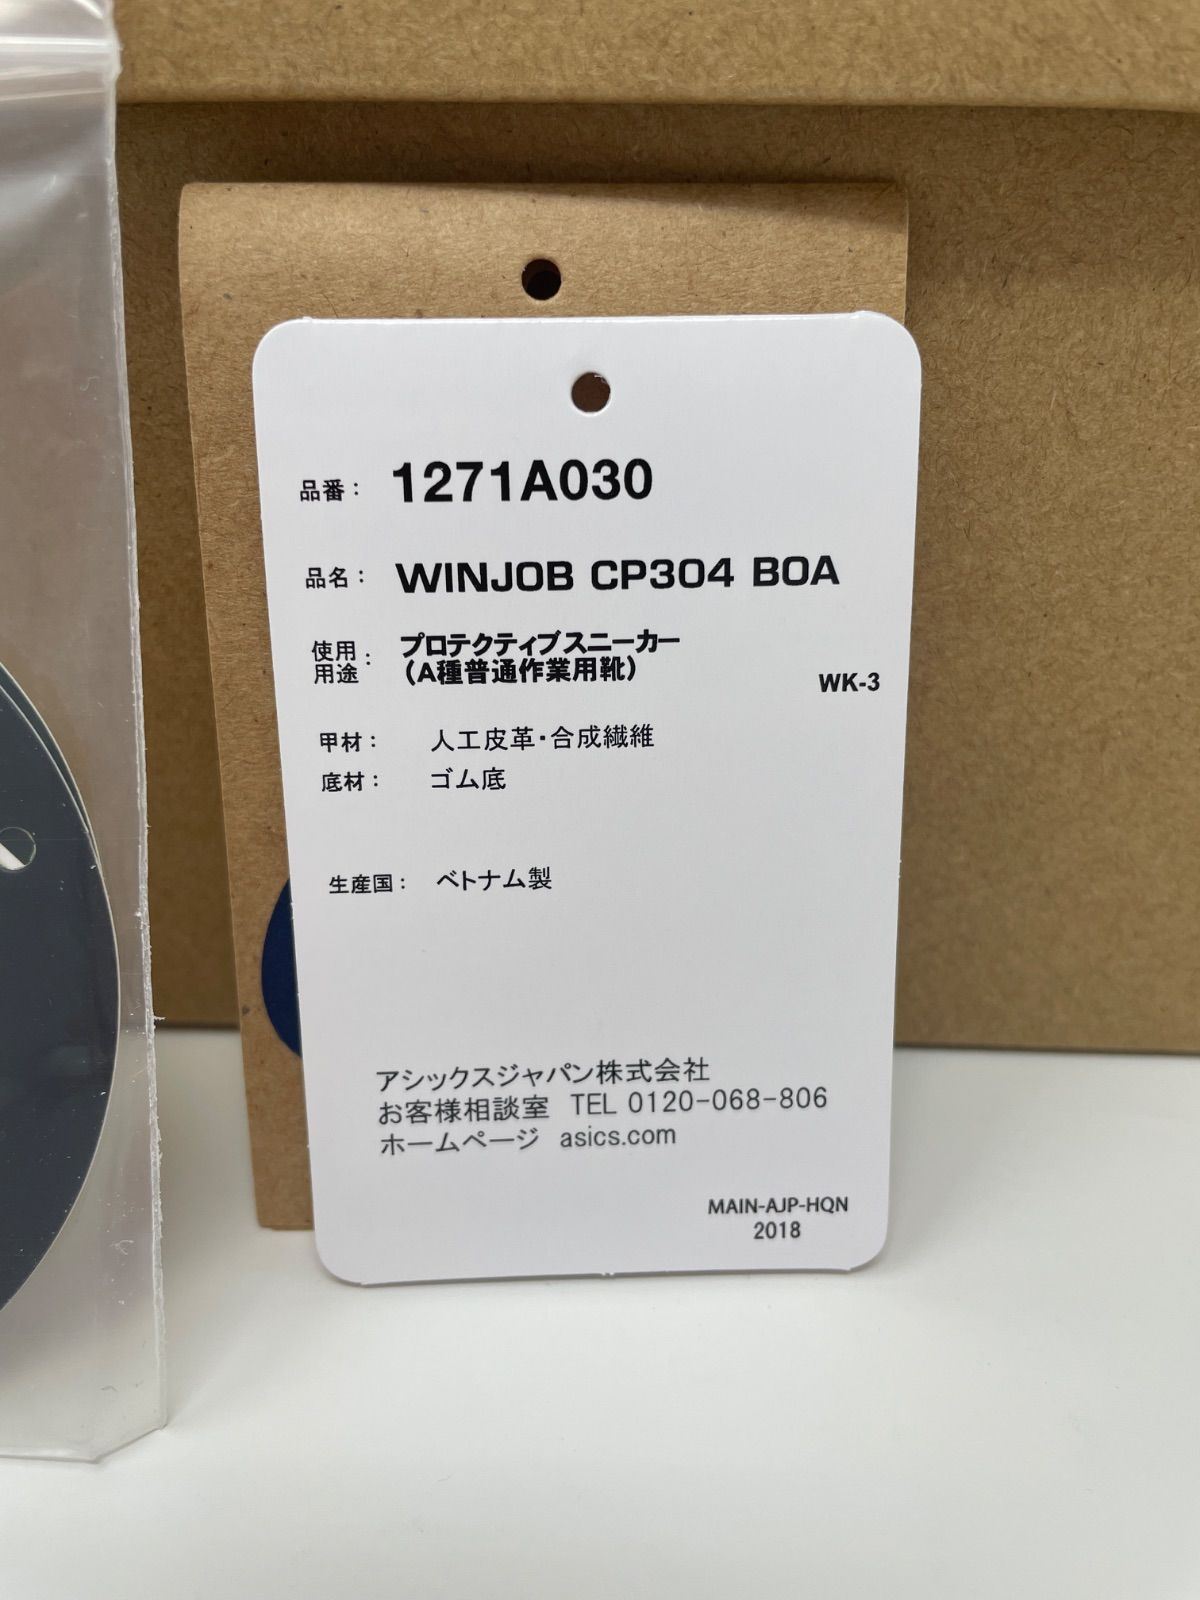 品番： 1271A030
品名： WINJOB CP304 BOA
使用用途： プロテクティブスニーカー
（A種普通作業用靴）
WK-3
甲材： 人工皮革・合成繊維
底材： ゴム底
生産国： ベトナム製
アシックスジャパン株式会社
お客様相談室 TEL 0120-068-806
ホームページ asics.com
MAIN-AJP-HQN
2018